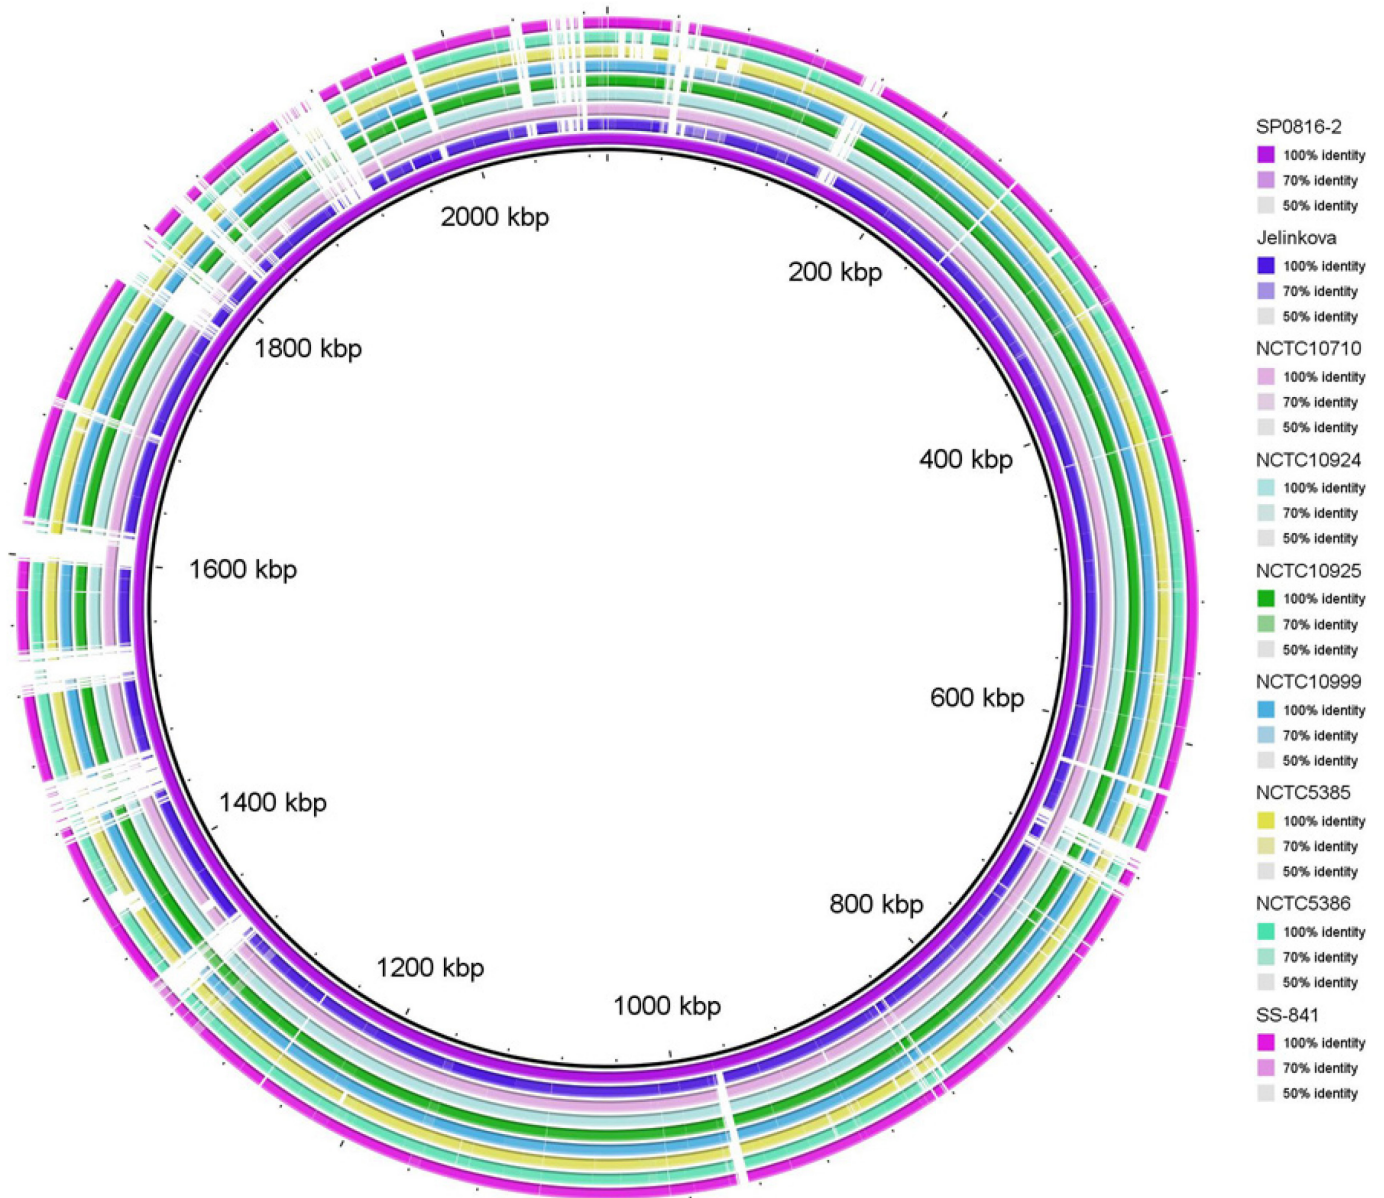 2000 kbp
200 kbp
1800 kbp
400 kbp
1600 kbp
600 kbp
1400 kbp
800 kbp
1200 kbp
1000 kbp
SP0816-2
100% identity
70% identity
50% identity
Jelinkova
100% identity
70% identity
50% identity
NCTC10710
100% identity
70% identity
50% identity
NCTC10924
100% identity
70% identity
50% identity
NCTC10925
100% identity
70% identity
50% identity
NCTC10999
100% identity
70% identity
50% identity
NCTC5385
100% identity
70% identity
50% identity
NCTC5386
100% identity
70% identity
50% identity
SS-841
100% identity
70% identity
50% identity